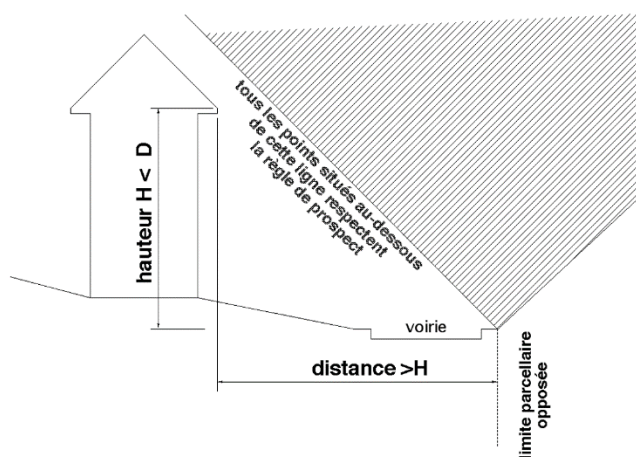 hauteur H < D
tous les points situés au-dessous
de cette ligne respectent
la règle de prospect
voirie
distance >H
limite parcellaire
opposée